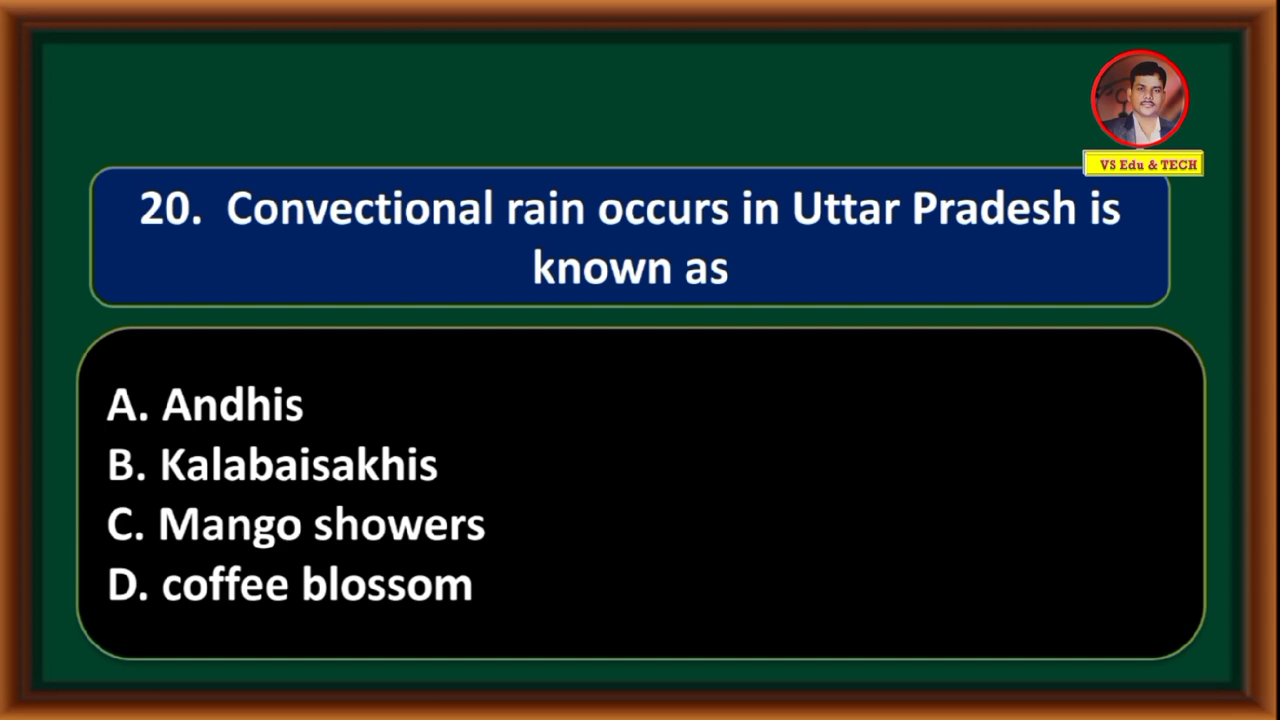 VS Edu & TECH
20. Convectional rain occurs in Uttar Pradesh is
known as
A. Andhis
B. Kalabaisakhis
C. Mango showers
D. coffee blossom